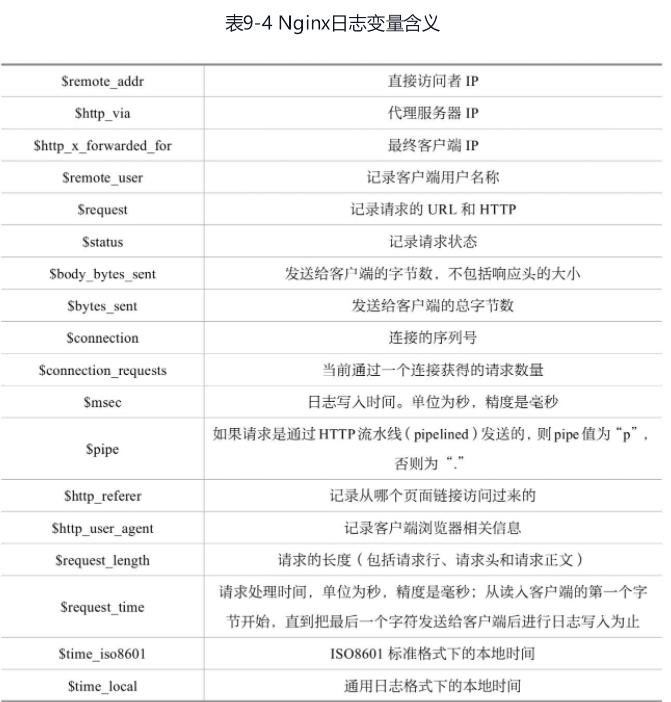 表9-4 Nginx日志变量含义
$remote_addr 直接访问者 IP
$http_via 代理服务器 IP
$http_x_forwarded_for 最终客户端 IP
$remote_user 记录客户端用户名称
$request 记录请求的 URL 和 HTTP
$status 记录请求状态
$body_bytes_sent 发送给客户端的字节数，不包括响应头的大小
$bytes_sent 发送给客户端的总字节数
$connection 连接的序列号
$connection_requests 当前通过一个连接获得的请求数量
$msec 日志写入时间。单位为秒，精度是毫秒
$pipe 如果请求是通过 HTTP 流水线（pipelined）发送的，则 pipe 值为“p”，
否则为“.”
$http_referer 记录从哪个页面链接访问过来的
$http_user_agent 记录客户端浏览器相关信息
$request_length 请求的长度（包括请求行、请求头和请求正文）
$request_time 请求处理时间，单位为秒，精度是毫秒；从读入客户端的第一个字
节开始，直到把最后一个字符发送给客户端后进行日志写入为止
$time_iso8601 ISO8601 标准格式下的本地时间
$time_local 通用日志格式下的本地时间